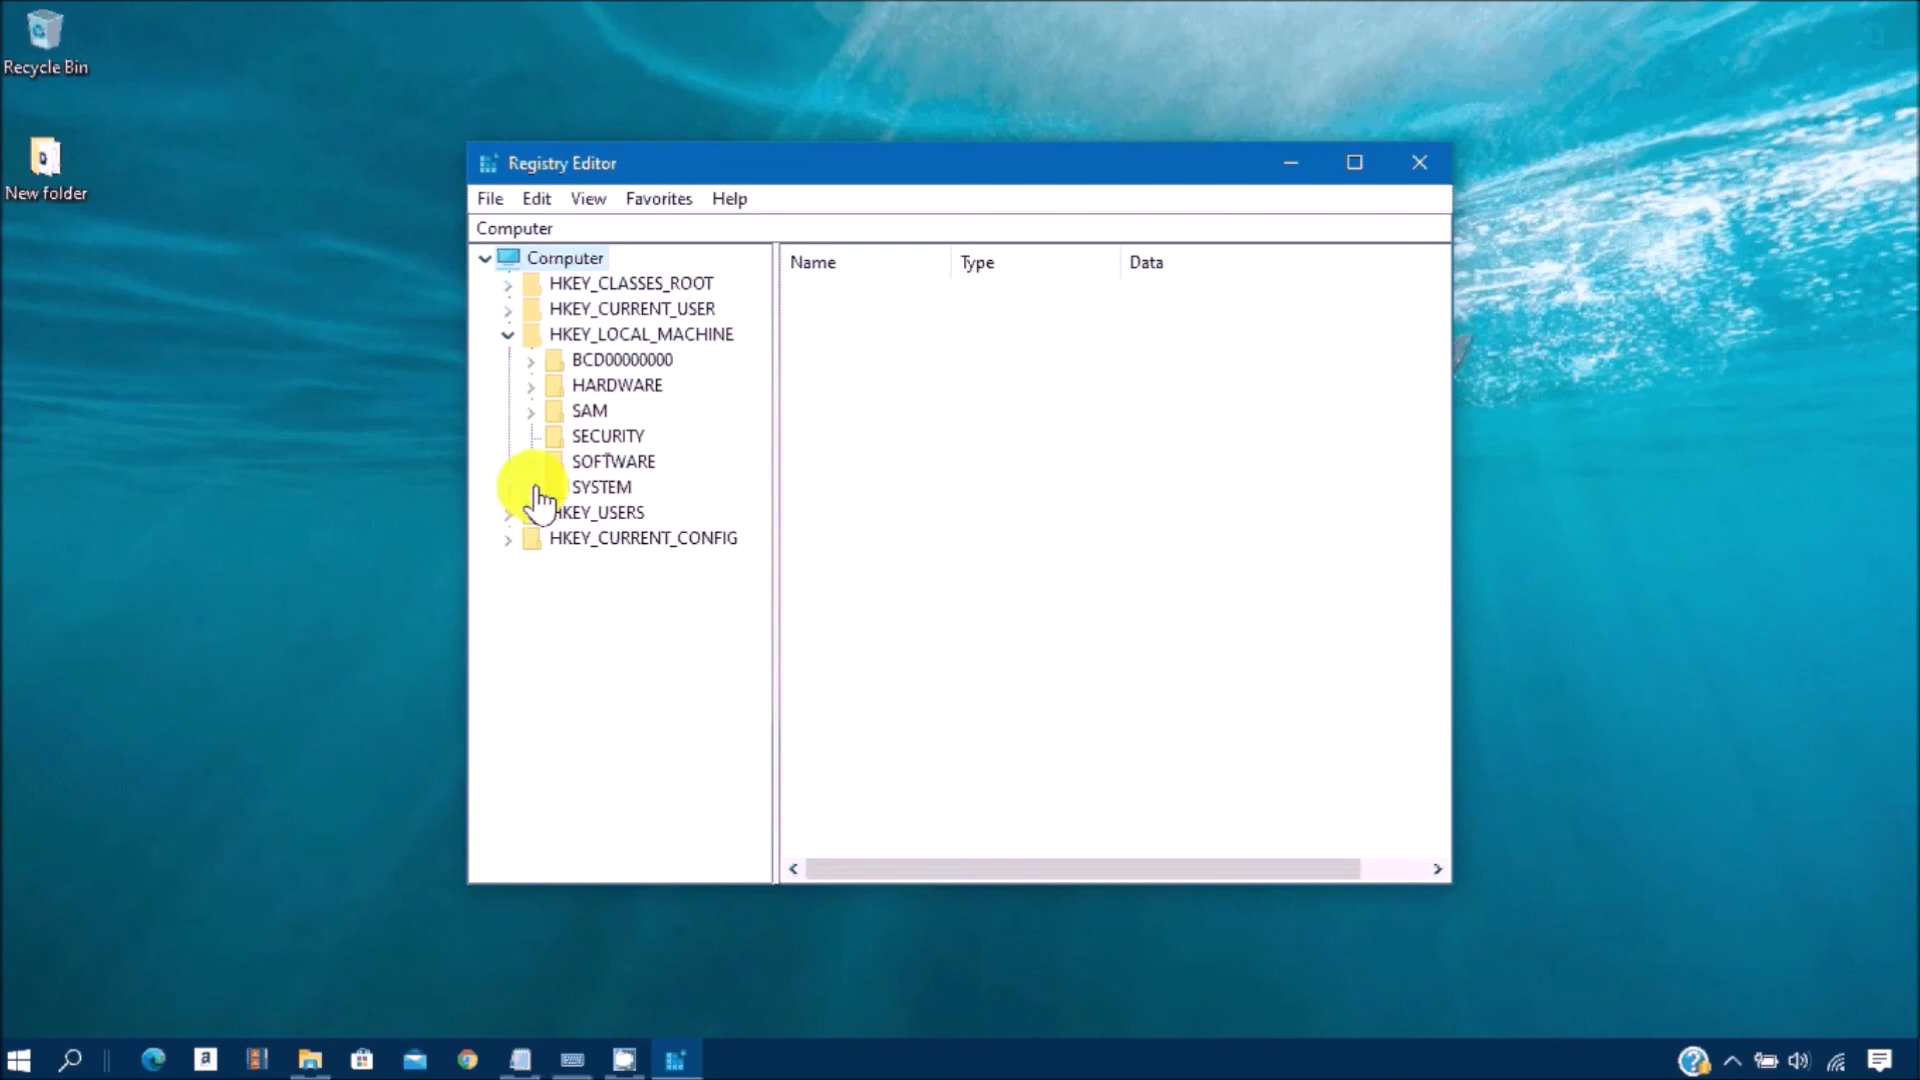 Recycle Bin
New folder
Registry Editor
File Edit View Favorites Help
Computer
Computer
HKEY_CLASSES_ROOT
HKEY_CURRENT_USER
HKEY_LOCAL_MACHINE
BCD00000000
HARDWARE
SAM
SECURITY
SOFTWARE
SYSTEM
HKEY_USERS
HKEY_CURRENT_CONFIG
Name Type Data